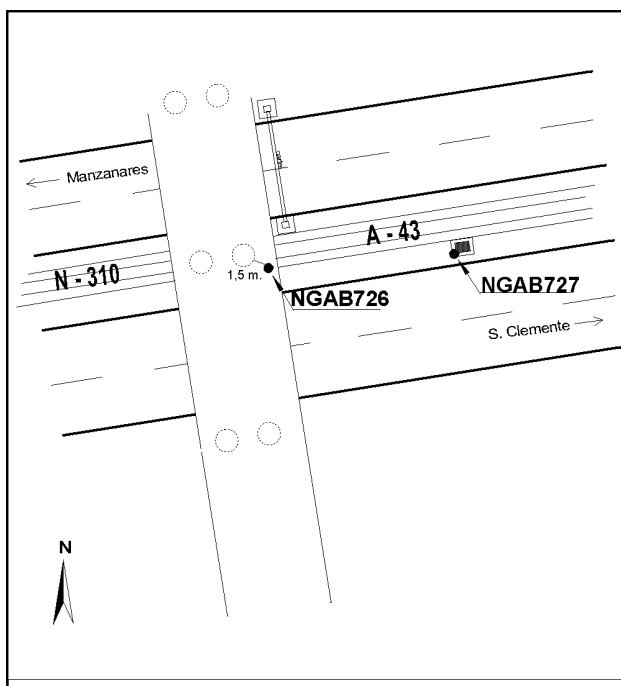 Manzanares
A - 43
N - 310
1,5 m.
NGAB726
NGAB727
S. Clemente
N